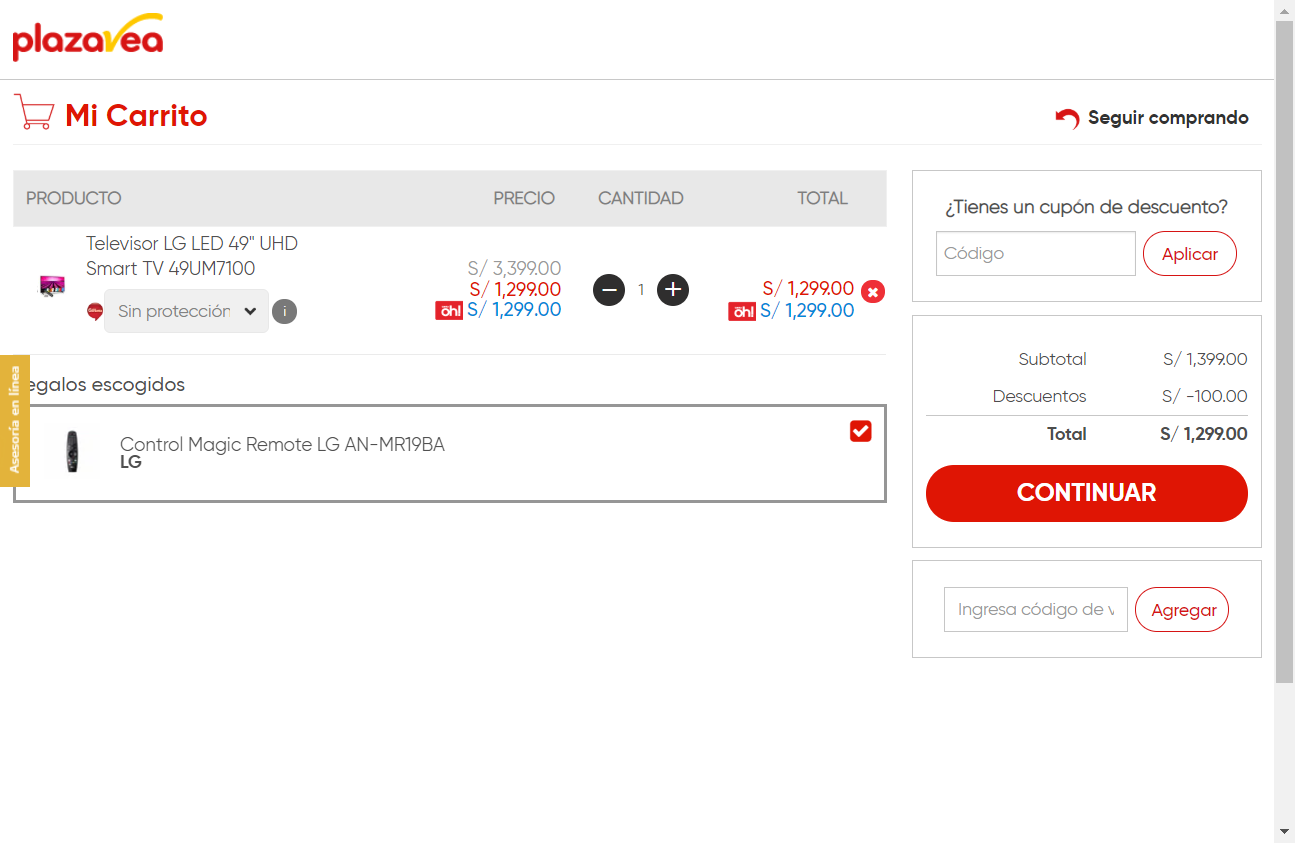 plazavea
Mi Carrito
Seguir comprando
PRODUCTO PRECIO CANTIDAD TOTAL
Televisor LG LED 49" UHD
Smart TV 49UM7100
Sin protección
i
S/ 3,399.00
S/ 1,299.00
oh! S/ 1,299.00
1
S/ 1,299.00
oh! S/ 1,299.00
Asesoría en línea
egalos escogidos
Control Magic Remote LG AN-MR19BA
LG
¿Tienes un cupón de descuento?
Código
Aplicar
Subtotal S/ 1,399.00
Descuentos S/ -100.00
Total S/ 1,299.00
CONTINUAR
Ingresa código de v
Agregar